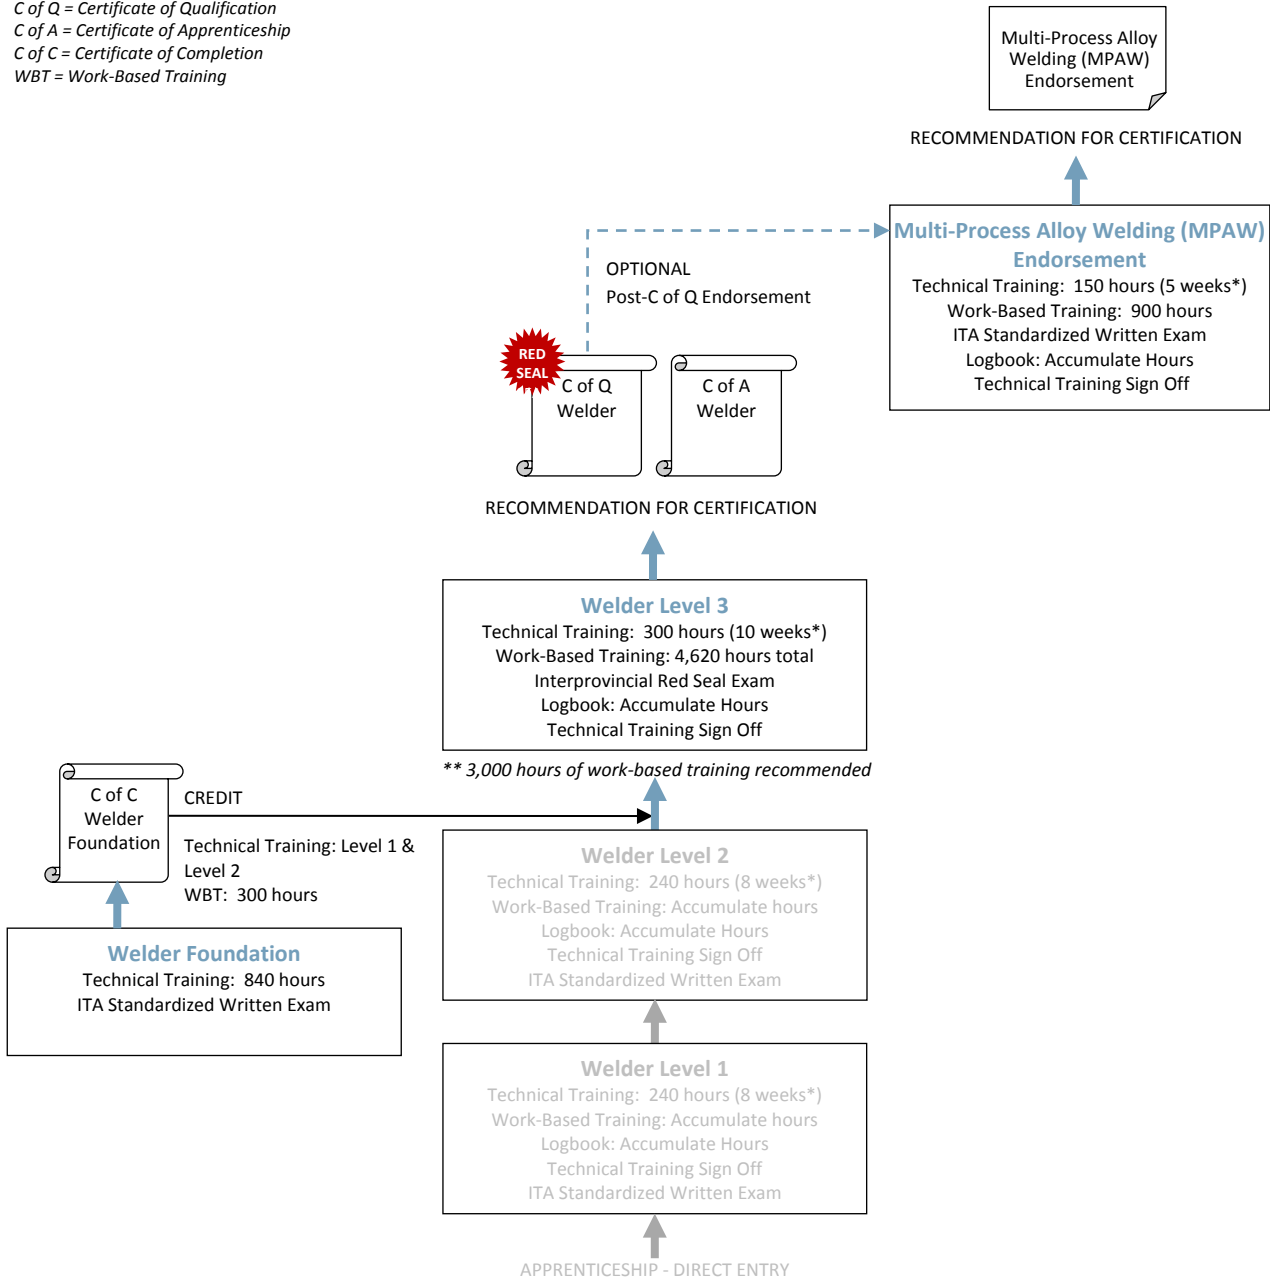 C of Q = Certificate of Qualification
C of A = Certificate of Apprenticeship
C of C = Certificate of Completion
WBT = Work-Based Training
Multi-Process Alloy
Welding (MPAW)
Endorsement
RECOMMENDATION FOR CERTIFICATION
Multi-Process Alloy Welding (MPAW)
Endorsement
Technical Training: 150 hours (5 weeks*)
Work-Based Training: 900 hours
ITA Standardized Written Exam
Logbook: Accumulate Hours
Technical Training Sign Off
OPTIONAL
Post-C of Q Endorsement
RED
SEAL
C of Q
Welder
C of A
Welder
RECOMMENDATION FOR CERTIFICATION
Welder Level 3
Technical Training: 300 hours (10 weeks*)
Work-Based Training: 4,620 hours total
Interprovincial Red Seal Exam
Logbook: Accumulate Hours
Technical Training Sign Off
** 3,000 hours of work-based training recommended
C of C
Welder
Foundation
CREDIT
Technical Training: Level 1 &
Level 2
WBT: 300 hours
Welder Foundation
Technical Training: 840 hours
ITA Standardized Written Exam
Welder Level 2
Technical Training: 240 hours (8 weeks*)
Work-Based Training: Accumulate hours
Logbook: Accumulate Hours
Technical Training Sign Off
ITA Standardized Written Exam
Welder Level 1
Technical Training: 240 hours (8 weeks*)
Work-Based Training: Accumulate hours
Logbook: Accumulate Hours
Technical Training Sign Off
ITA Standardized Written Exam
APPRENTICESHIP - DIRECT ENTRY